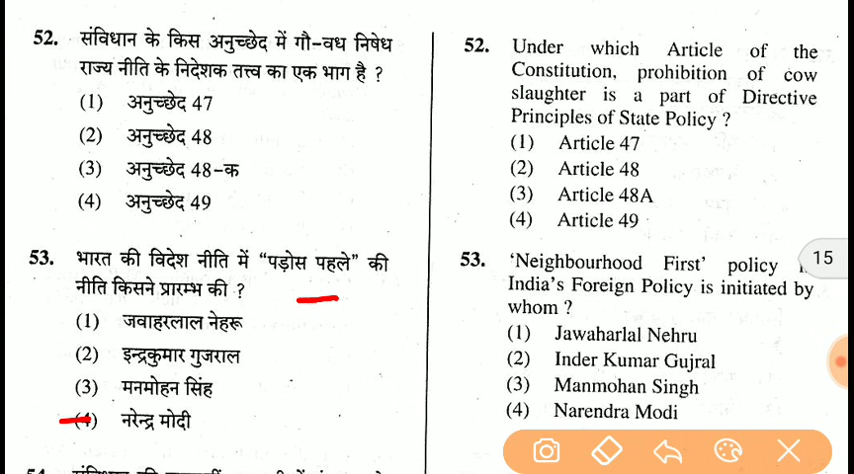 52. संविधान के किस अनुच्छेद में गौ-वध निषेध
राज्य नीति के निदेशक तत्त्व का एक भाग है ?
(1) अनुच्छेद 47
(2) अनुच्छेद 48
(3) अनुच्छेद 48-क
(4) अनुच्छेद 49
53. भारत की विदेश नीति में “पड़ोस पहले” की
नीति किसने प्रारम्भ की ?
(1) जवाहरलाल नेहरू
(2) इन्द्रकुमार गुजराल
(3) मनमोहन सिंह
(4) नरेन्द्र मोदी
52. Under which Article of the
Constitution, prohibition of cow
slaughter is a part of Directive
Principles of State Policy ?
(1) Article 47
(2) Article 48
(3) Article 48A
(4) Article 49
53. ‘Neighbourhood First’ policy
India’s Foreign Policy is initiated by
whom ?
(1) Jawaharlal Nehru
(2) Inder Kumar Gujral
(3) Manmohan Singh
(4) Narendra Modi
15